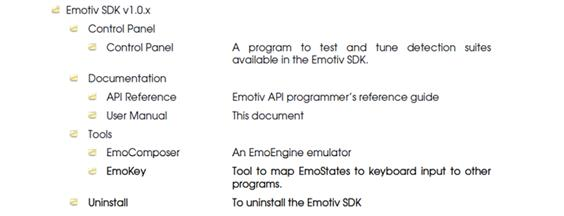 Emotiv SDK v1.0.x
Control Panel
Control Panel A program to test and tune detection suites
available in the Emotiv SDK.
Documentation
API Reference Emotiv API programmer's reference guide
User Manual This document
Tools
EmoComposer An EmoEngine emulator
EmoKey Tool to map EmoStates to keyboard input to other
programs.
Uninstall To uninstall the Emotiv SDK